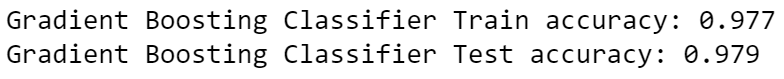 Gradient Boosting Classifier Train accuracy: 0.977
Gradient Boosting Classifier Test accuracy: 0.979